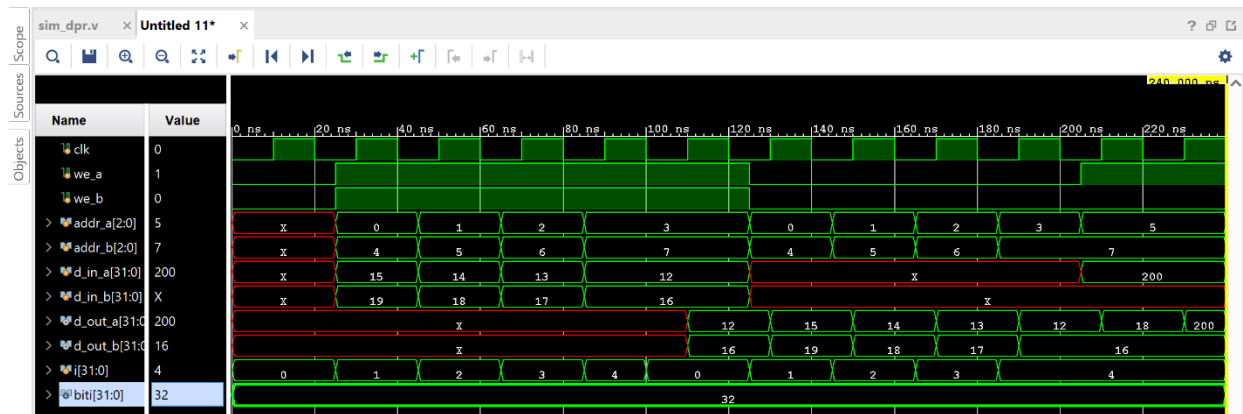 sim_dpr.v × Untitled 11* ×
Scope
Sources
Objects
240.000 ns
Name Value
0 ns 20 ns 40 ns 60 ns 80 ns 100 ns 120 ns 140 ns 160 ns 180 ns 200 ns 220 ns
clk 0
we_a 1
we_b 0
addr_a[2:0] 5 X 0 1 2 3 0 1 2 3 5
addr_b[2:0] 7 X 4 5 6 7 4 5 6 7
d_in_a[31:0] 200 X 15 14 13 12 X 200
d_in_b[31:0] X X 19 18 17 16 X
d_out_a[31:0 200 X 12 15 14 13 12 18 200
d_out_b[31:0 16 X 16 19 18 17 16
i[31:0] 4 0 1 2 3 4 0 1 2 3 4
biti[31:0] 32 32